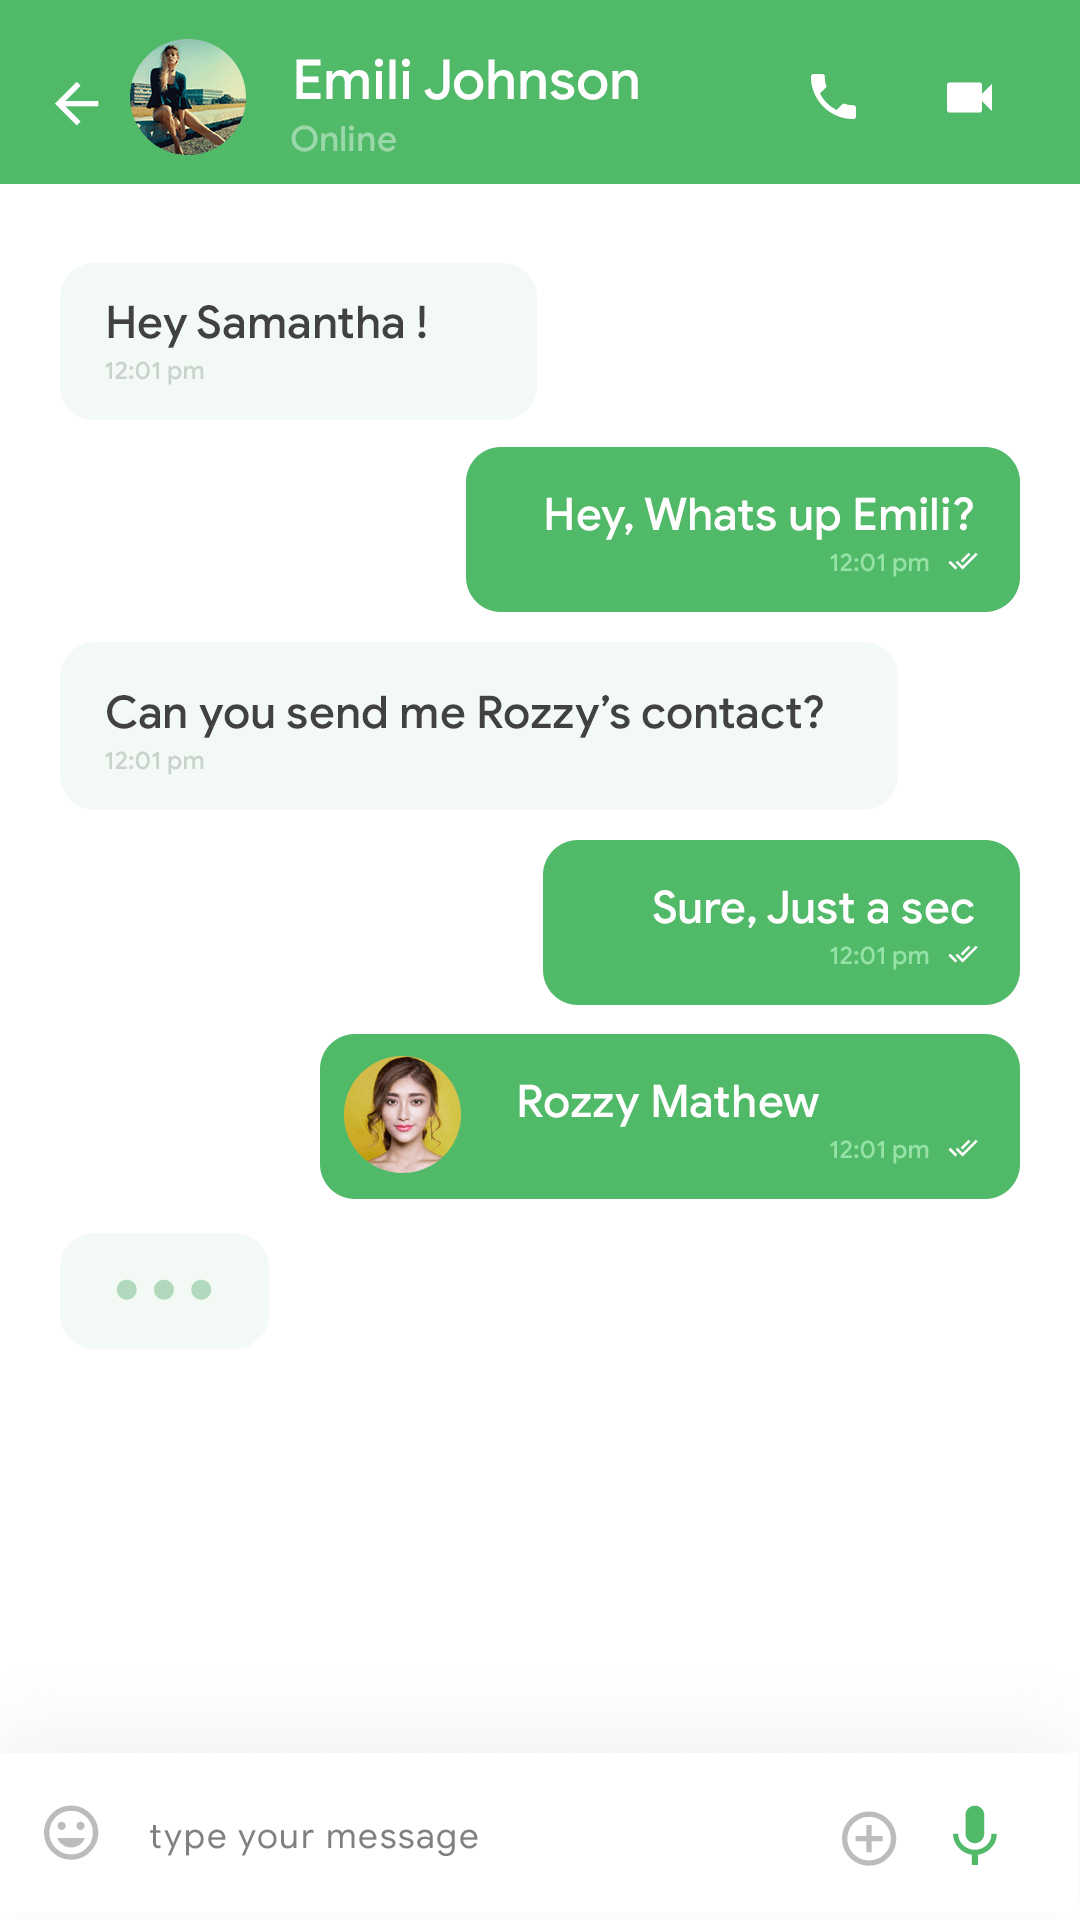 Emili Johnson
Online
Hey Samantha !
12:01 pm
Hey, Whats up Emili?
12:01 pm
Can you send me Rozzy’s contact?
12:01 pm
Sure, Just a sec
12:01 pm
Rozzy Mathew
12:01 pm
type your message